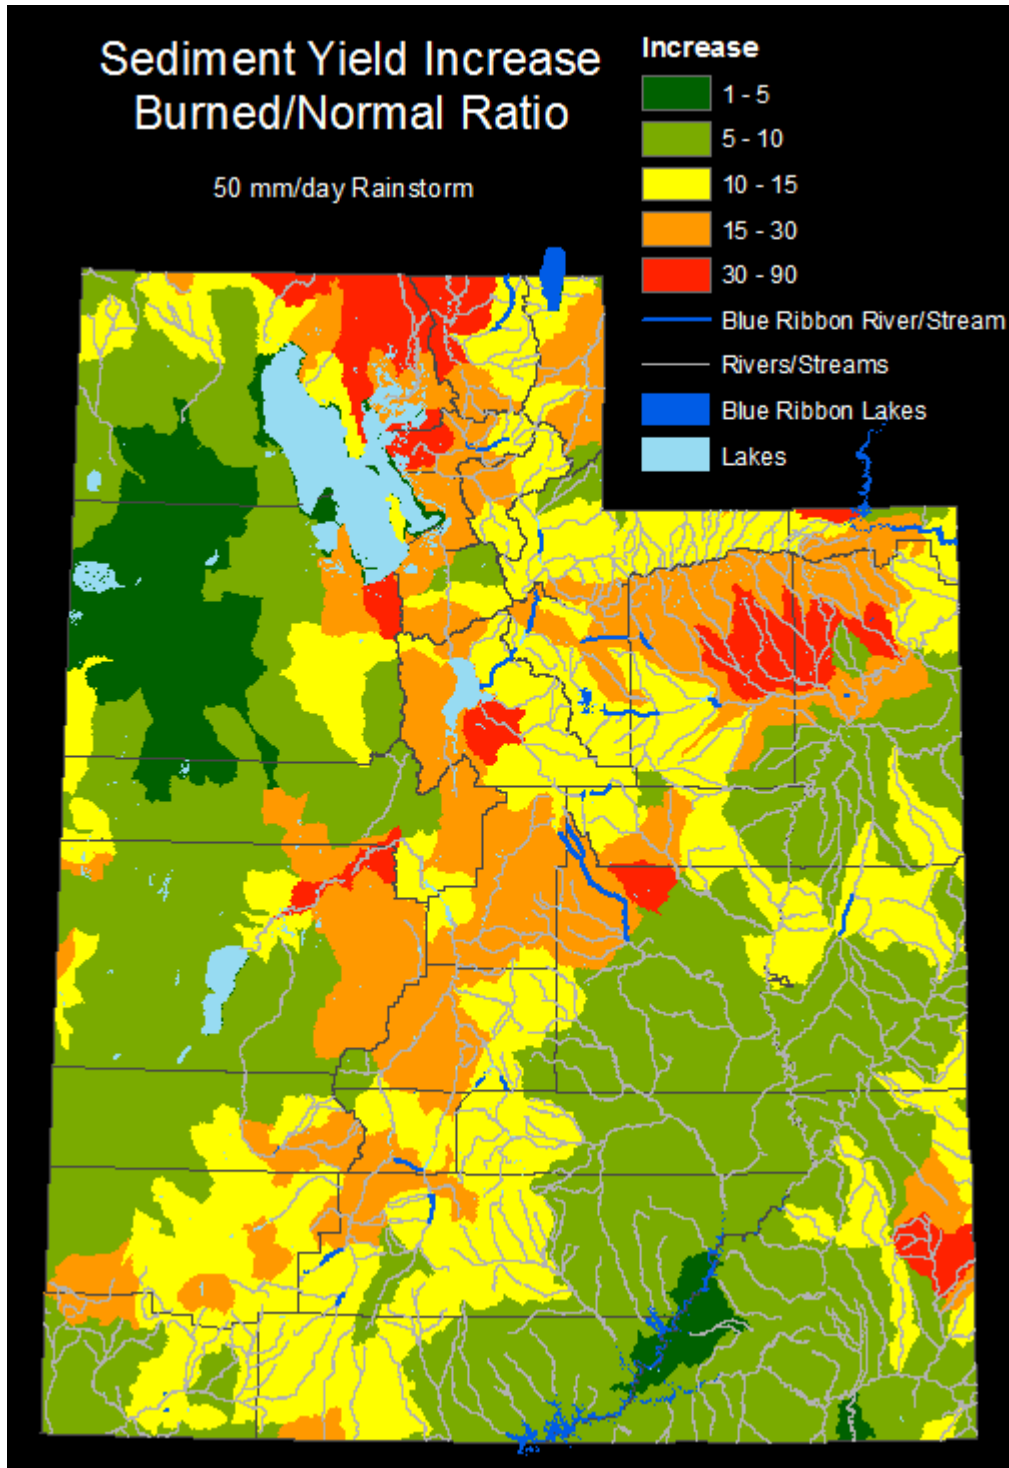 Sediment Yield Increase
Burned/Normal Ratio
50 mm/day Rainstorm
Increase
1 - 5
5 - 10
10 - 15
15 - 30
30 - 90
Blue Ribbon River/Stream
Rivers/Streams
Blue Ribbon Lakes
Lakes